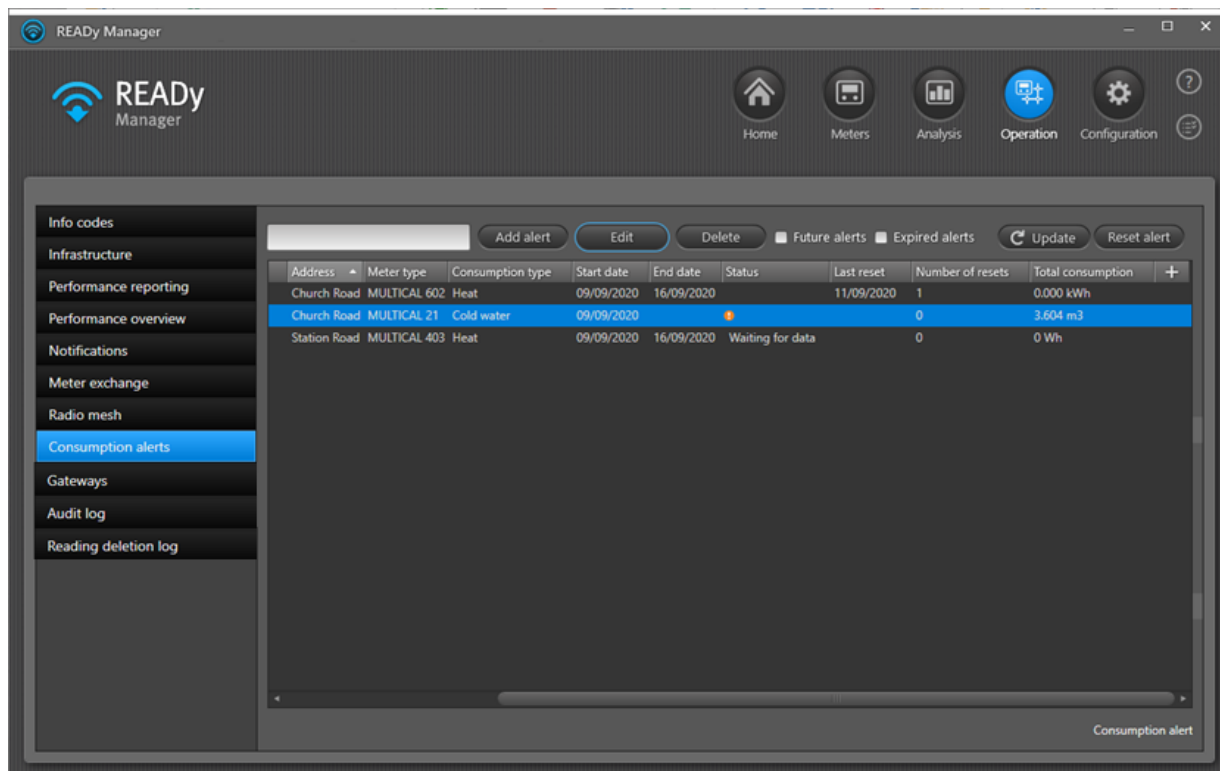 READy Manager
READy
Manager
Home Meters Analysis Operation Configuration
Info codes
Infrastructure
Performance reporting
Performance overview
Notifications
Meter exchange
Radio mesh
Consumption alerts
Gateways
Audit log
Reading deletion log
Add alert Edit Delete Future alerts Expired alerts Update Reset alert
Address Meter type Consumption type Start date End date Status Last reset Number of resets Total consumption +
Church Road MULTICAL 602 Heat 09/09/2020 16/09/2020 11/09/2020 1 0.000 kWh
Church Road MULTICAL 21 Cold water 09/09/2020 0 3.604 m3
Station Road MULTICAL 403 Heat 09/09/2020 16/09/2020 Waiting for data 0 0 Wh
Consumption alert